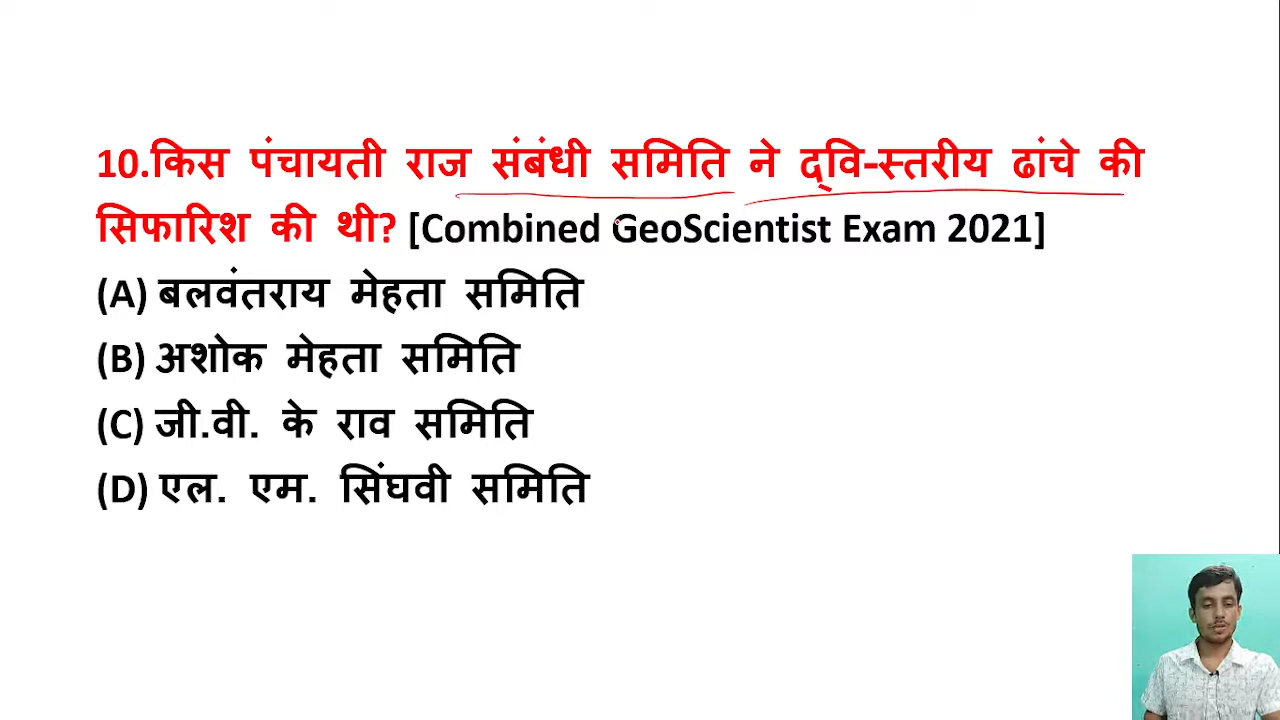 10.किस पंचायती राज संबंधी समिति ने द्वि-स्तरीय ढांचे की
सिफारिश की थी? [Combined GeoScientist Exam 2021]
(A) बलवंतराय मेहता समिति
(B) अशोक मेहता समिति
(C) जी.वी. के राव समिति
(D) एल. एम. सिंघवी समिति